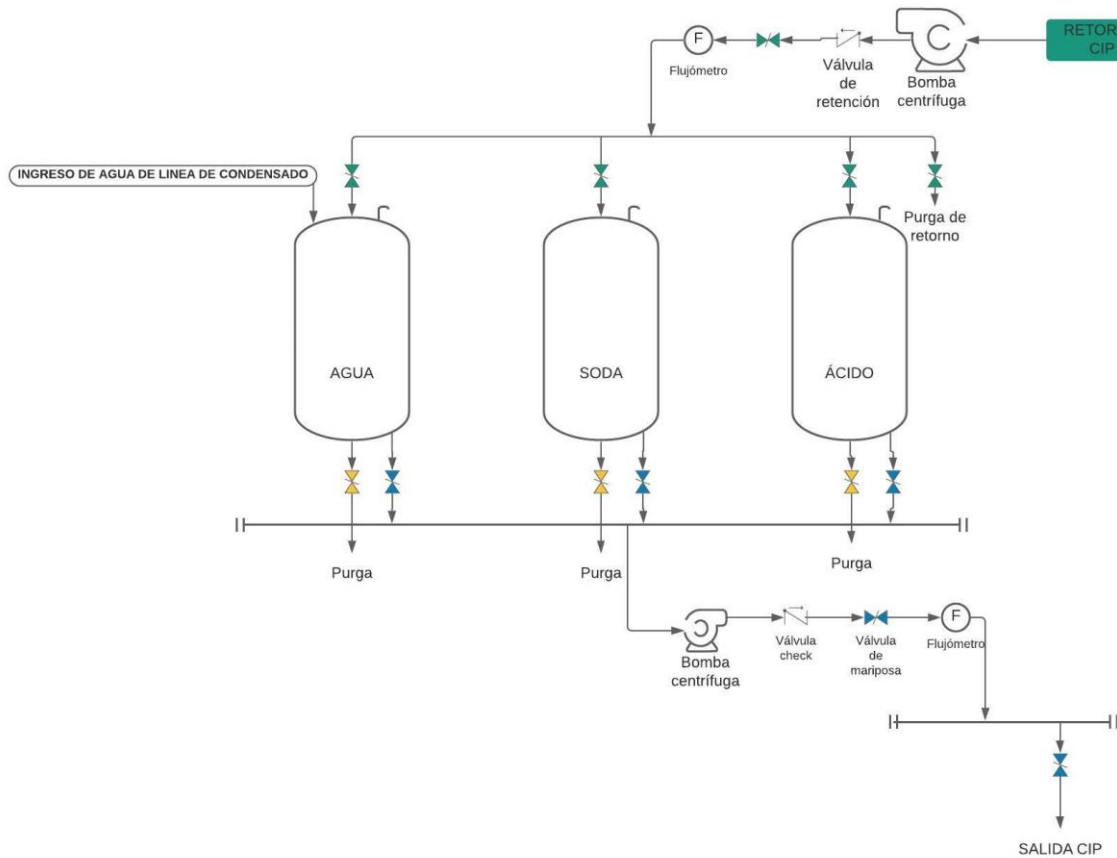 RETOR
CIP
F
Flujómetro
Válvula
de
retención
C
Bomba
centrífuga
INGRESO DE AGUA DE LINEA DE CONDENSADO
Purga de
retorno
AGUA
SODA
ÁCIDO
Purga
Purga
Purga
Bomba
centrífuga
Válvula
check
Válvula
de
mariposa
F
Flujómetro
SALIDA CIP